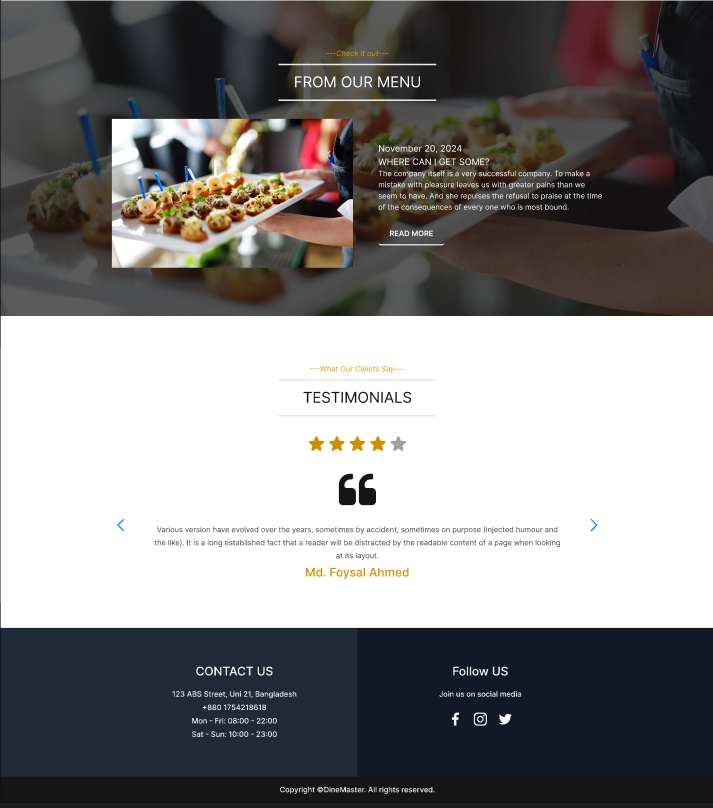 ---Check it out---
FROM OUR MENU
November 20, 2024
WHERE CAN I GET SOME?
The company itself is a very successful company. To make a
mistake with pleasure leaves us with greater pains than we
seem to have. And she repulses the refusal to praise at the time
of the consequences of every one who is most bound.
READ MORE
---What Our Clients Say---
TESTIMONIALS
Various version have evolved over the years, sometimes by accident, sometimes on purpose (injected humour and
the like). It is a long established fact that a reader will be distracted by the readable content of a page when looking
at its layout.
Md. Foysal Ahmed
CONTACT US
123 ABS Street, Uni 21, Bangladesh
+880 1754218618
Mon - Fri: 08:00 - 22:00
Sat - Sun: 10:00 - 23:00
Follow US
Join us on social media
Copyright ©DineMaster. All rights reserved.